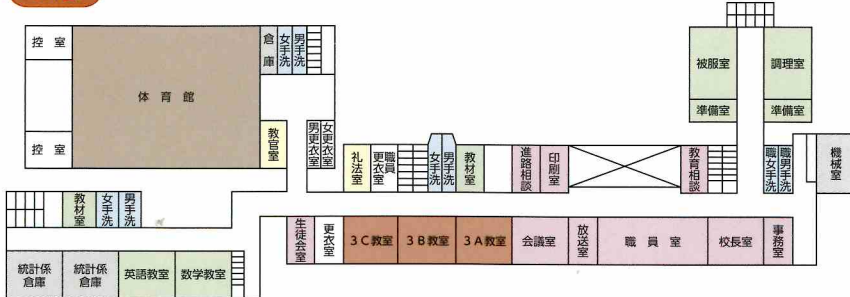 控 室
体 育 館
倉庫
女手洗
男手洗
控 室
教官室
男更衣室
女更衣室
被服室
調理室
準備室
準備室
礼法室
職員更衣室
女手洗
男手洗
教材室
進路相談
印刷室
教育相談
職女手洗
職男手洗
機械室
教材室
女手洗
男手洗
生徒会室
更衣室
3C教室
3B教室
3A教室
会議室
放送室
職 員 室
校長室
事務室
統計係
倉庫
統計係
倉庫
英語教室
数学教室